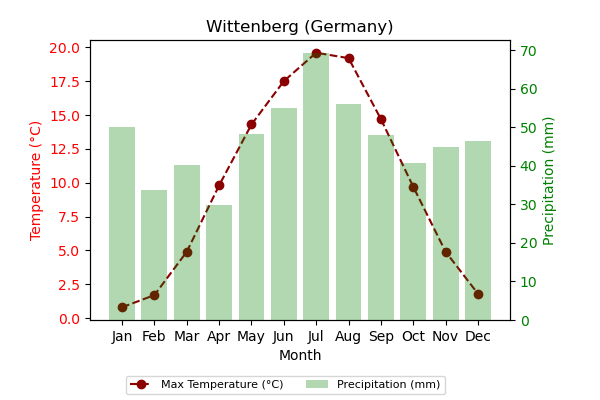 Wittenberg (Germany)
20.0
17.5
15.0
12.5
10.0
7.5
5.0
2.5
0.0
Temperature (°C)
70
60
50
40
30
20
10
0
Precipitation (mm)
Jan Feb Mar Apr May Jun Jul Aug Sep Oct Nov Dec
Month
Max Temperature (°C) Precipitation (mm)